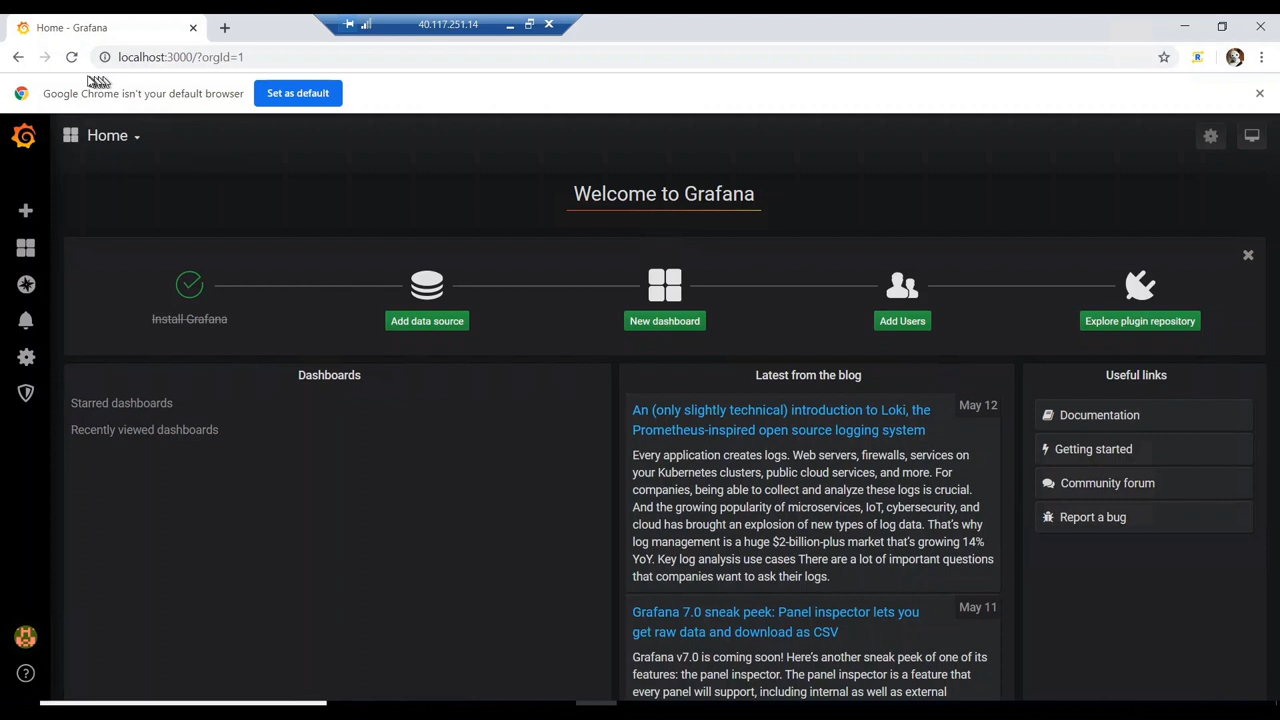 Home - Grafana
40.117.251.14
localhost:3000/?orgId=1
Google Chrome isn't your default browser
Set as default
Home
Welcome to Grafana
Install Grafana
Add data source
New dashboard
Add Users
Explore plugin repository
Dashboards
Starred dashboards
Recently viewed dashboards
Latest from the blog
An (only slightly technical) introduction to Loki, the
Prometheus-inspired open source logging system
May 12
Every application creates logs. Web servers, firewalls, services on
your Kubernetes clusters, public cloud services, and more. For
companies, being able to collect and analyze these logs is crucial.
And the growing popularity of microservices, IoT, cybersecurity, and
cloud has brought an explosion of new types of log data. That's why
log management is a huge $2-billion-plus market that's growing 14%
YoY. Key log analysis use cases There are a lot of important questions
that companies want to ask their logs.
Grafana 7.0 sneak peek: Panel inspector lets you
get raw data and download as CSV
May 11
Grafana v7.0 is coming soon! Here's another sneak peek of one of its
features: the panel inspector. The panel inspector is a feature that
every panel will support, including internal as well as external
Useful links
Documentation
Getting started
Community forum
Report a bug